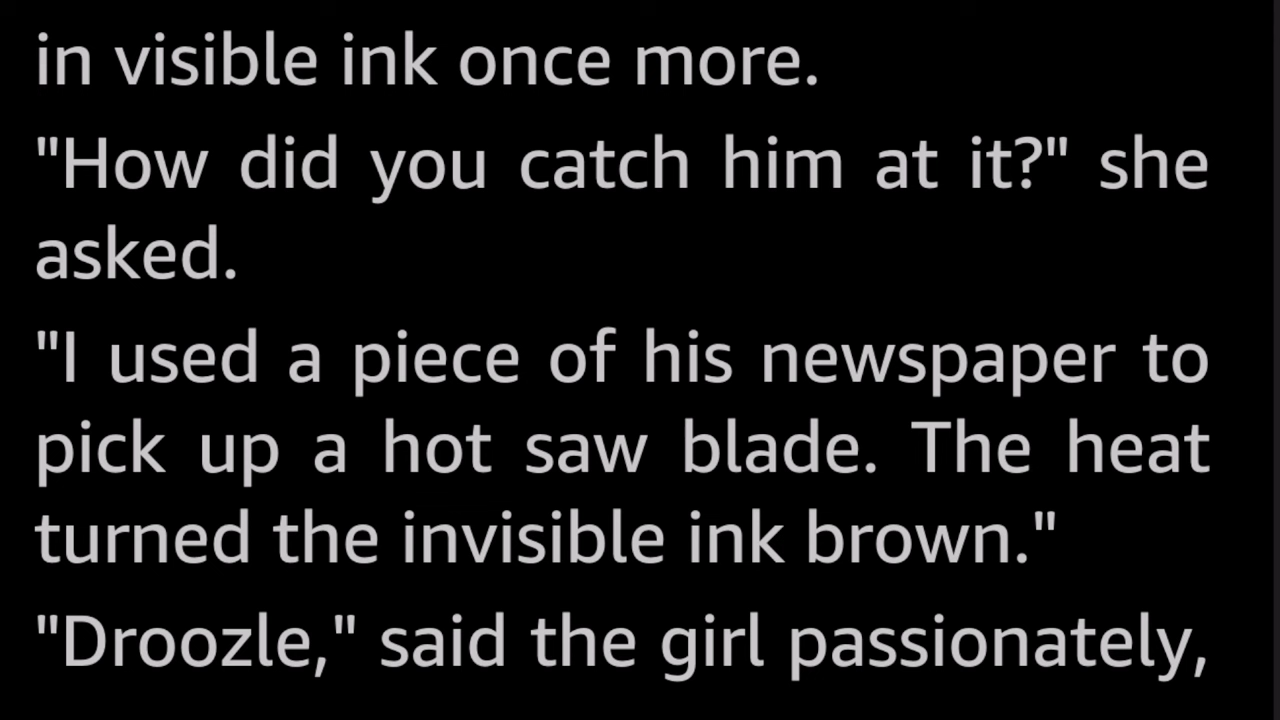 in visible ink once more.
"How did you catch him at it?" she
asked.
"I used a piece of his newspaper to
pick up a hot saw blade. The heat
turned the invisible ink brown."
"Droozle," said the girl passionately,